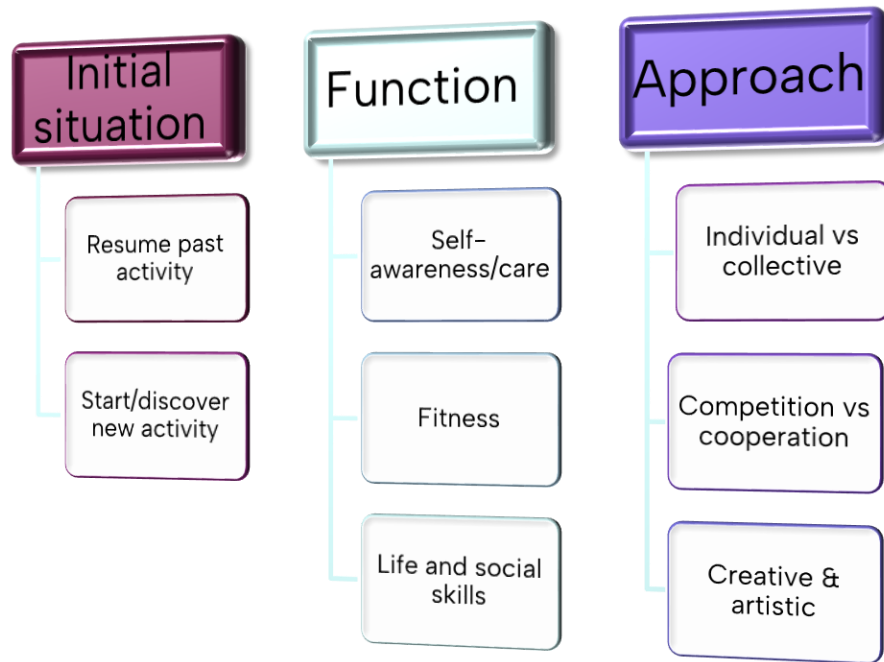 Initial
situation
Resume past
activity
Start/discover
new activity
Function
Self-
awareness/care
Fitness
Life and social
skills
Approach
Individual vs
collective
Competition vs
cooperation
Creative &
artistic